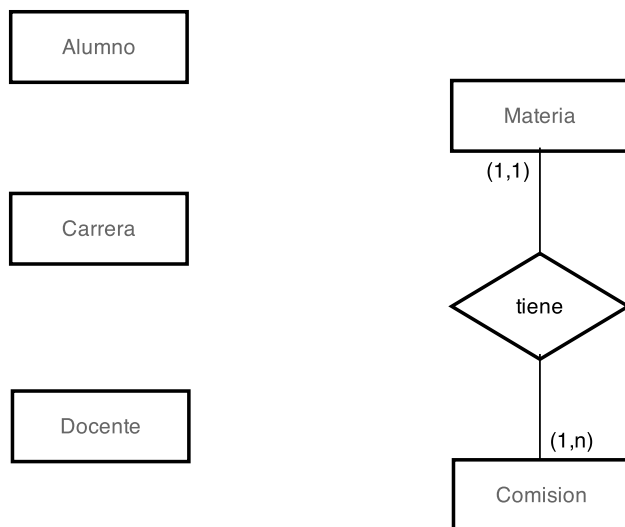 Alumno
Materia
(1,1)
Carrera
tiene
Docente
(1,n)
Comision